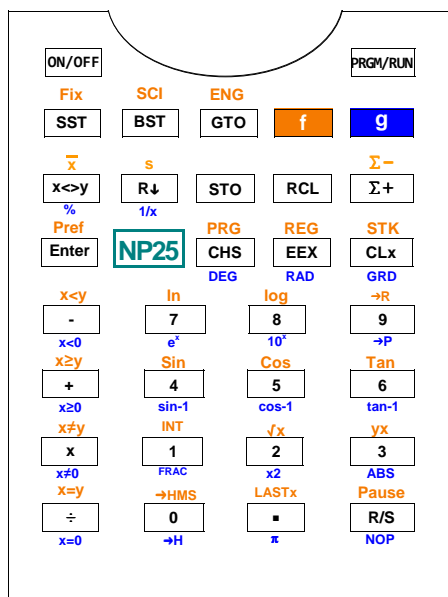 ON/OFF PRGM/RUN
Fix SCI ENG
SST BST GTO f g
x̅ s Σ−
x<>y R↓ STO RCL Σ+
% 1/x
Pref PRG REG STK
Enter NP25 CHS EEX CLx
DEG RAD GRD
x<y ln log →R
- 7 8 9
x<0 eˣ 10ˣ →P
x≥y Sin Cos Tan
+ 4 5 6
x≥0 sin-1 cos-1 tan-1
x≠y INT √x yx
x 1 2 3
x≠0 FRAC x2 ABS
x=y →HMS LASTx Pause
÷ 0 ▪ R/S
x=0 →H π NOP